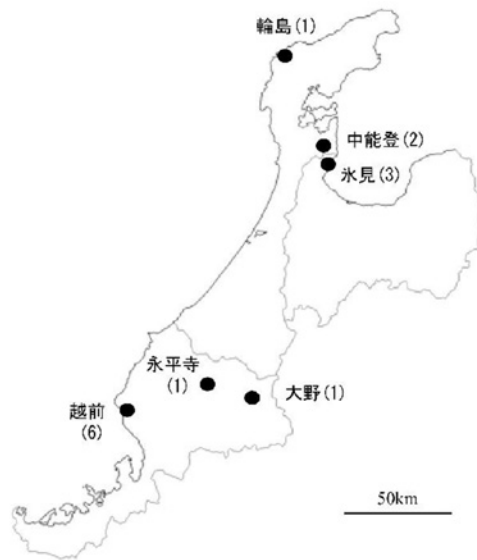 輪島(1)
中能登(2)
氷見(3)
永平寺
(1)
大野(1)
越前
(6)
50km